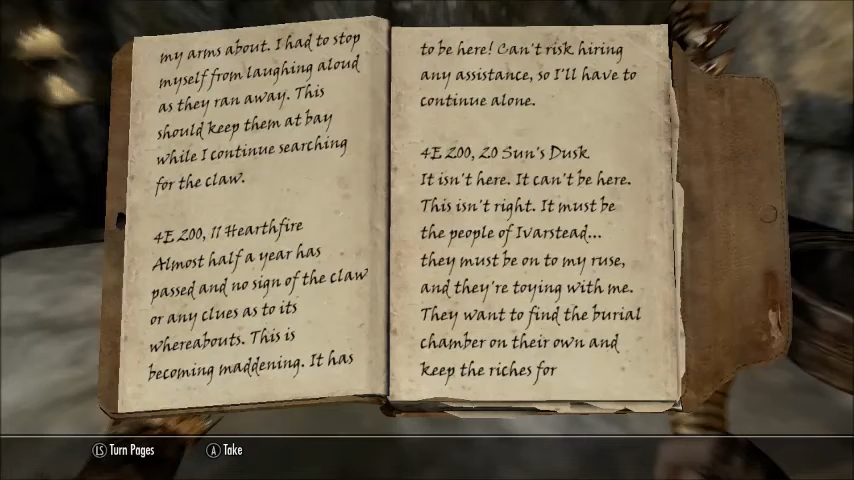 my arms about. I had to stop
myself from laughing aloud
as they ran away. This
should keep them at bay
while I continue searching
for the claw.
4E 200, 11 Hearthfire
Almost half a year has
passed and no sign of the claw
or any clues as to its
whereabouts. This is
becoming maddening. It has
to be here! Can't risk hiring
any assistance, so I'll have to
continue alone.
4E 200, 20 Sun's Dusk
It isn't here. It can't be here.
This isn't right. It must be
the people of Ivarstead...
they must be on to my ruse,
and they're toying with me.
They want to find the burial
chamber on their own and
keep the riches for
LS Turn Pages
A Take